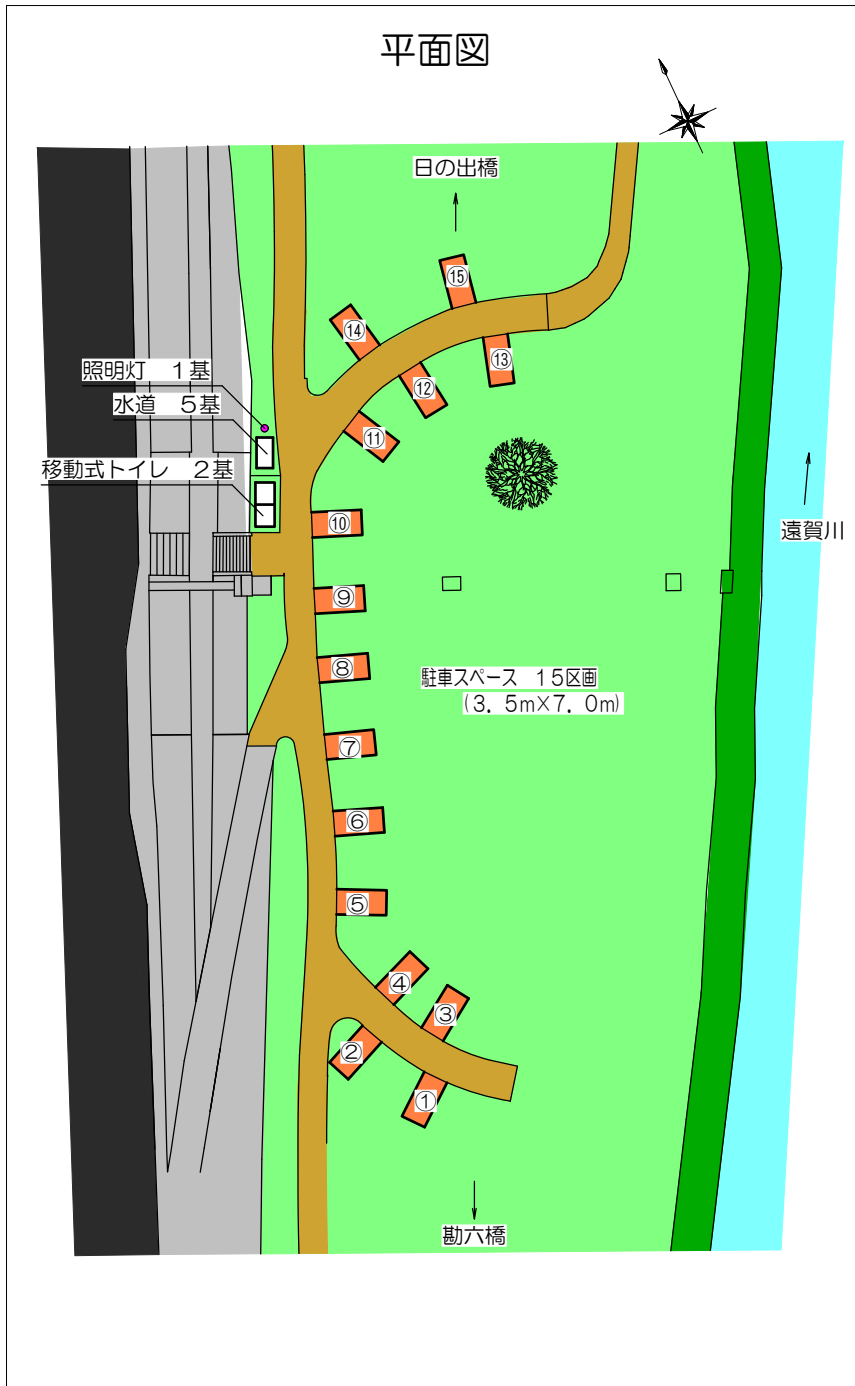 平面図
日の出橋
⑮
⑭
⑬
照明灯　1基
⑫
水道　5基
⑪
移動式トイレ　2基
⑩
遠賀川
⑨
⑧
駐車スペース　15区画
(3．5m×7．0m)
⑦
⑥
⑤
④
③
②
①
勘六橋